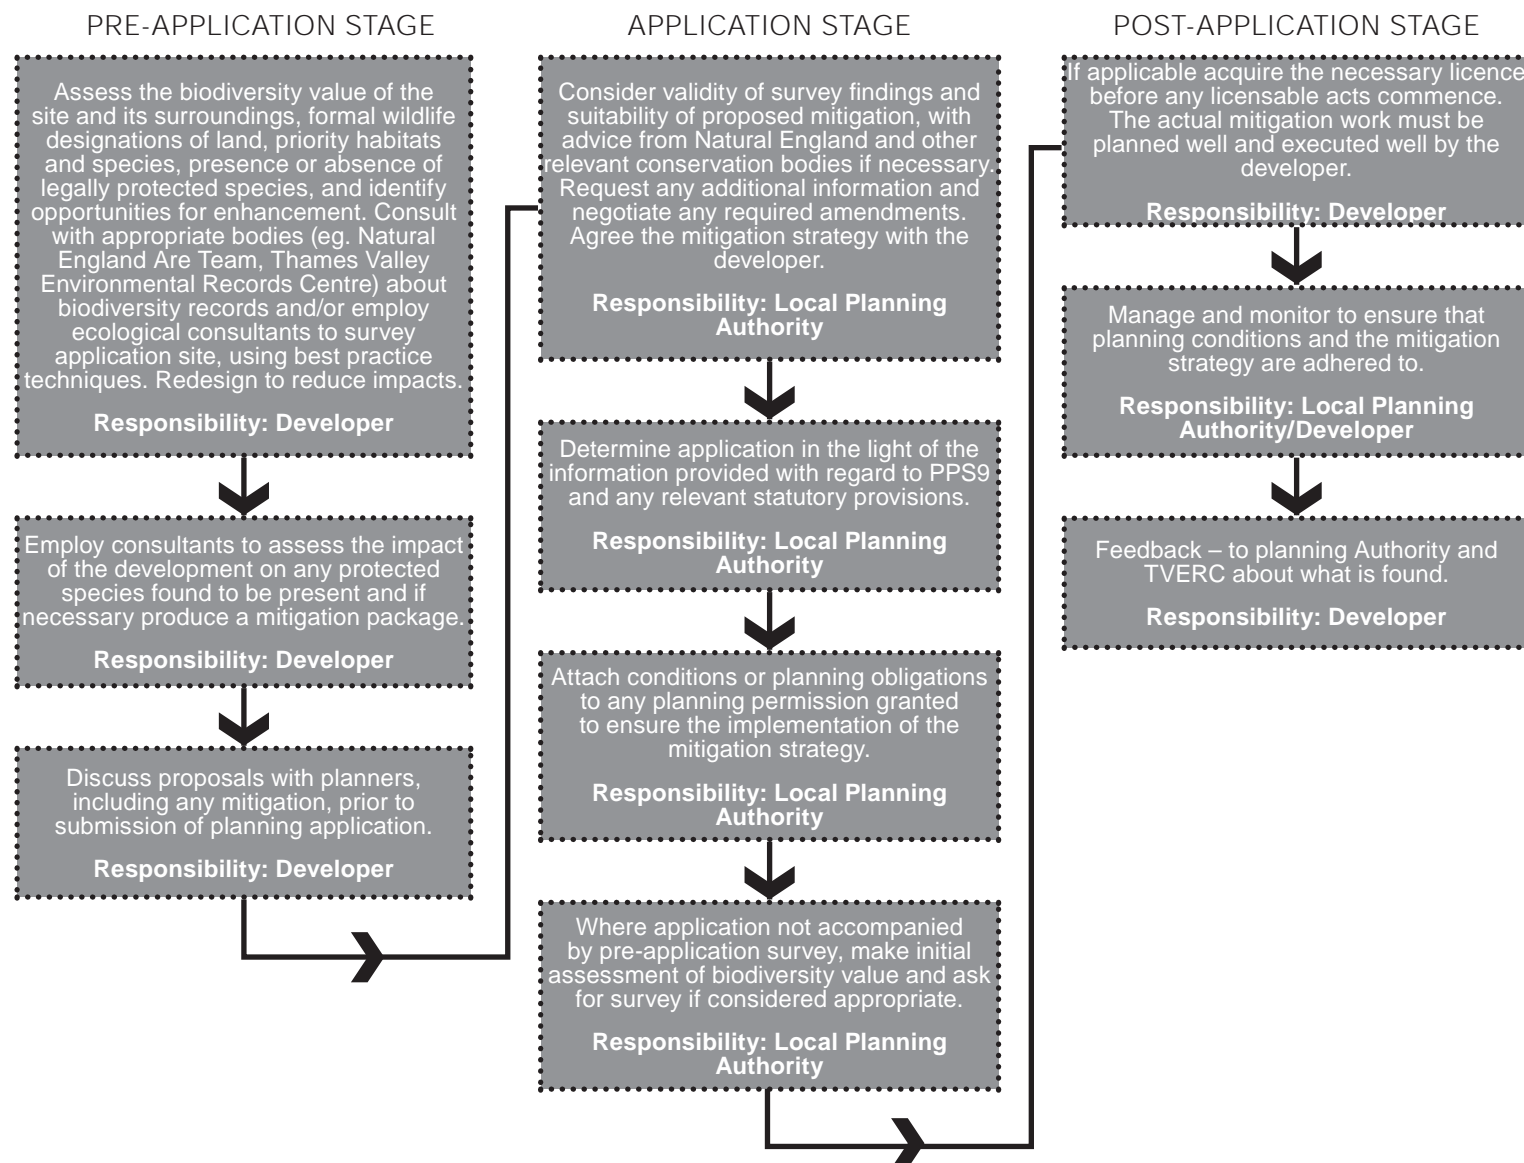 PRE-APPLICATION STAGE
Assess the biodiversity value of the
site and its surroundings, formal wildlife
designations of land, priority habitats
and species, presence or absence of
legally protected species, and identify
opportunities for enhancement. Consult
with appropriate bodies (eg. Natural
England Are Team, Thames Valley
Environmental Records Centre) about
biodiversity records and/or employ
ecological consultants to survey
application site, using best practice
techniques. Redesign to reduce impacts.
Responsibility: Developer
Employ consultants to assess the impact
of the development on any protected
species found to be present and if
necessary produce a mitigation package.
Responsibility: Developer
Discuss proposals with planners,
including any mitigation, prior to
submission of planning application.
Responsibility: Developer
APPLICATION STAGE
Consider validity of survey findings and
suitability of proposed mitigation, with
advice from Natural England and other
relevant conservation bodies if necessary.
Request any additional information and
negotiate any required amendments.
Agree the mitigation strategy with the
developer.
Responsibility: Local Planning
Authority
Determine application in the light of the
information provided with regard to PPS9
and any relevant statutory provisions.
Responsibility: Local Planning
Authority
Attach conditions or planning obligations
to any planning permission granted
to ensure the implementation of the
mitigation strategy.
Responsibility: Local Planning
Authority
Where application not accompanied
by pre-application survey, make initial
assessment of biodiversity value and ask
for survey if considered appropriate.
Responsibility: Local Planning
Authority
POST-APPLICATION STAGE
If applicable acquire the necessary licence
before any licensable acts commence.
The actual mitigation work must be
planned well and executed well by the
developer.
Responsibility: Developer
Manage and monitor to ensure that
planning conditions and the mitigation
strategy are adhered to.
Responsibility: Local Planning
Authority/Developer
Feedback – to planning Authority and
TVERC about what is found.
Responsibility: Developer